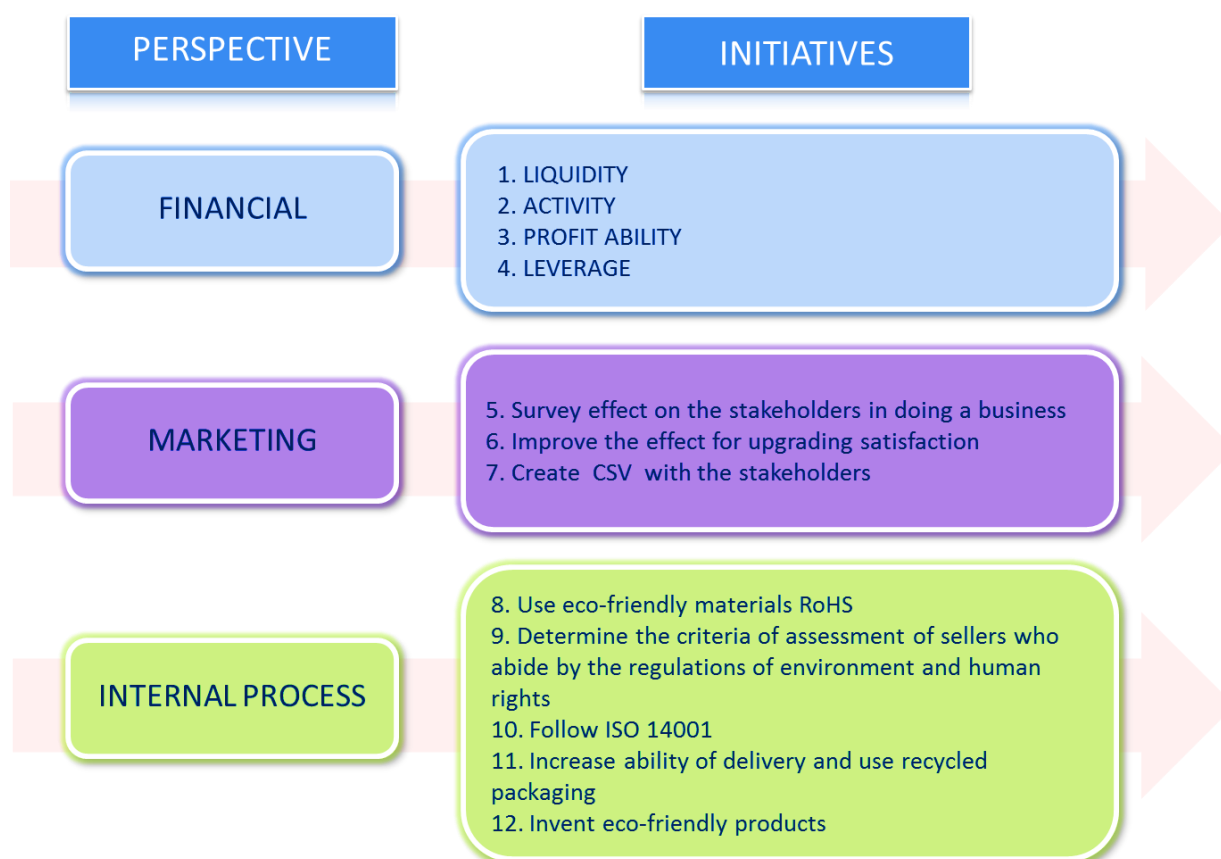 PERSPECTIVE
INITIATIVES
FINANCIAL
1. LIQUIDITY
2. ACTIVITY
3. PROFIT ABILITY
4. LEVERAGE
MARKETING
5. Survey effect on the stakeholders in doing a business
6. Improve the effect for upgrading satisfaction
7. Create  CSV  with the stakeholders
INTERNAL PROCESS
8. Use eco-friendly materials RoHS
9. Determine the criteria of assessment of sellers who
abide by the regulations of environment and human
rights
10. Follow ISO 14001
11. Increase ability of delivery and use recycled
packaging
12. Invent eco-friendly products